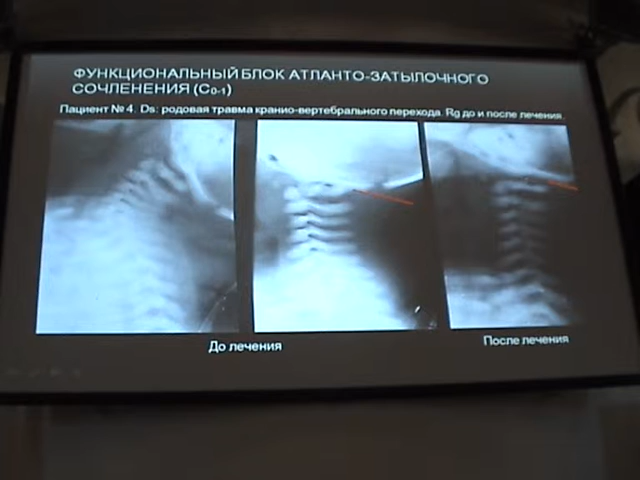 ФУНКЦИОНАЛЬНЫЙ БЛОК АТЛАНТО-ЗАТЫЛОЧНОГО
СОЧЛЕНЕНИЯ (C0-1)
Пациент № 4. Ds: родовая травма кранио-вертебрального перехода. Rg до и после лечения.
До лечения
После лечения